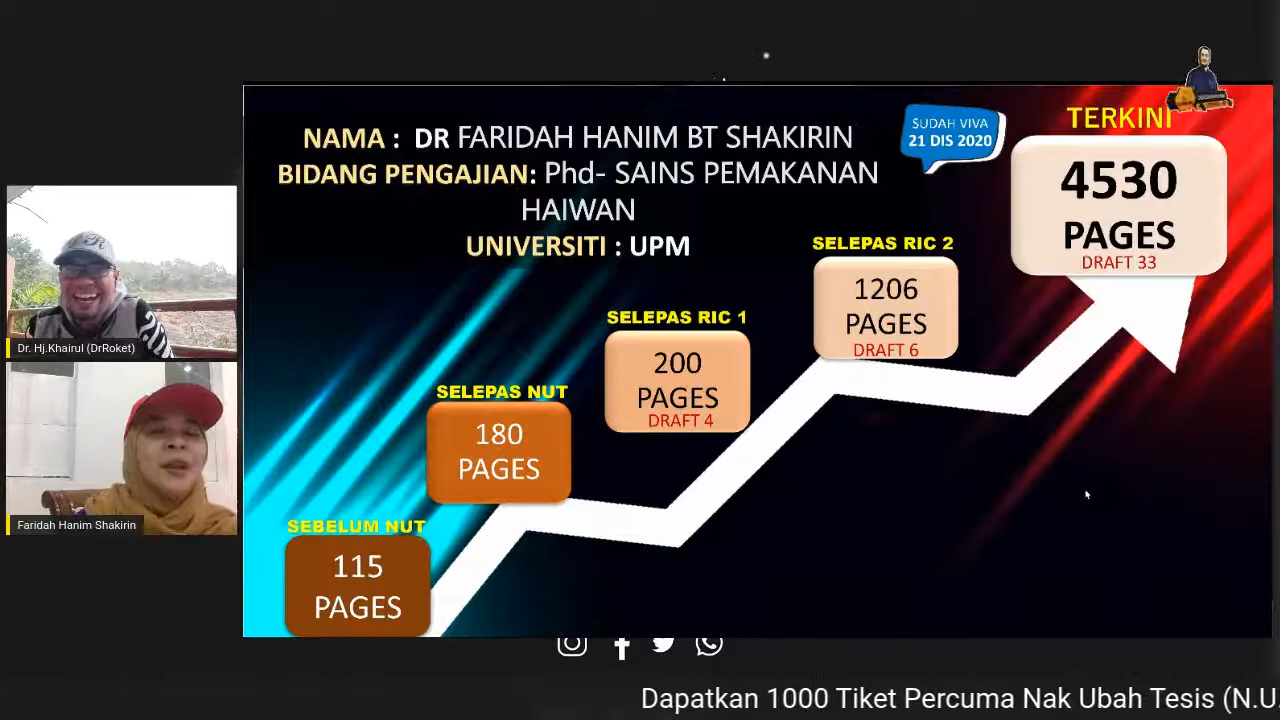 NAMA : DR FARIDAH HANIM BT SHAKIRIN
BIDANG PENGAJIAN: Phd- SAINS PEMAKANAN
HAIWAN
UNIVERSITI : UPM
SUDAH VIVA
21 DIS 2020
TERKINI
4530
PAGES
DRAFT 33
SELEPAS RIC 2
1206
PAGES
DRAFT 6
SELEPAS RIC 1
200
PAGES
DRAFT 4
SELEPAS NUT
180
PAGES
SEBELUM NUT
115
PAGES
Dr. Hj.Khairul (DrRoket)
Faridah Hanim Shakirin
Dapatkan 1000 Tiket Percuma Nak Ubah Tesis (N.U.